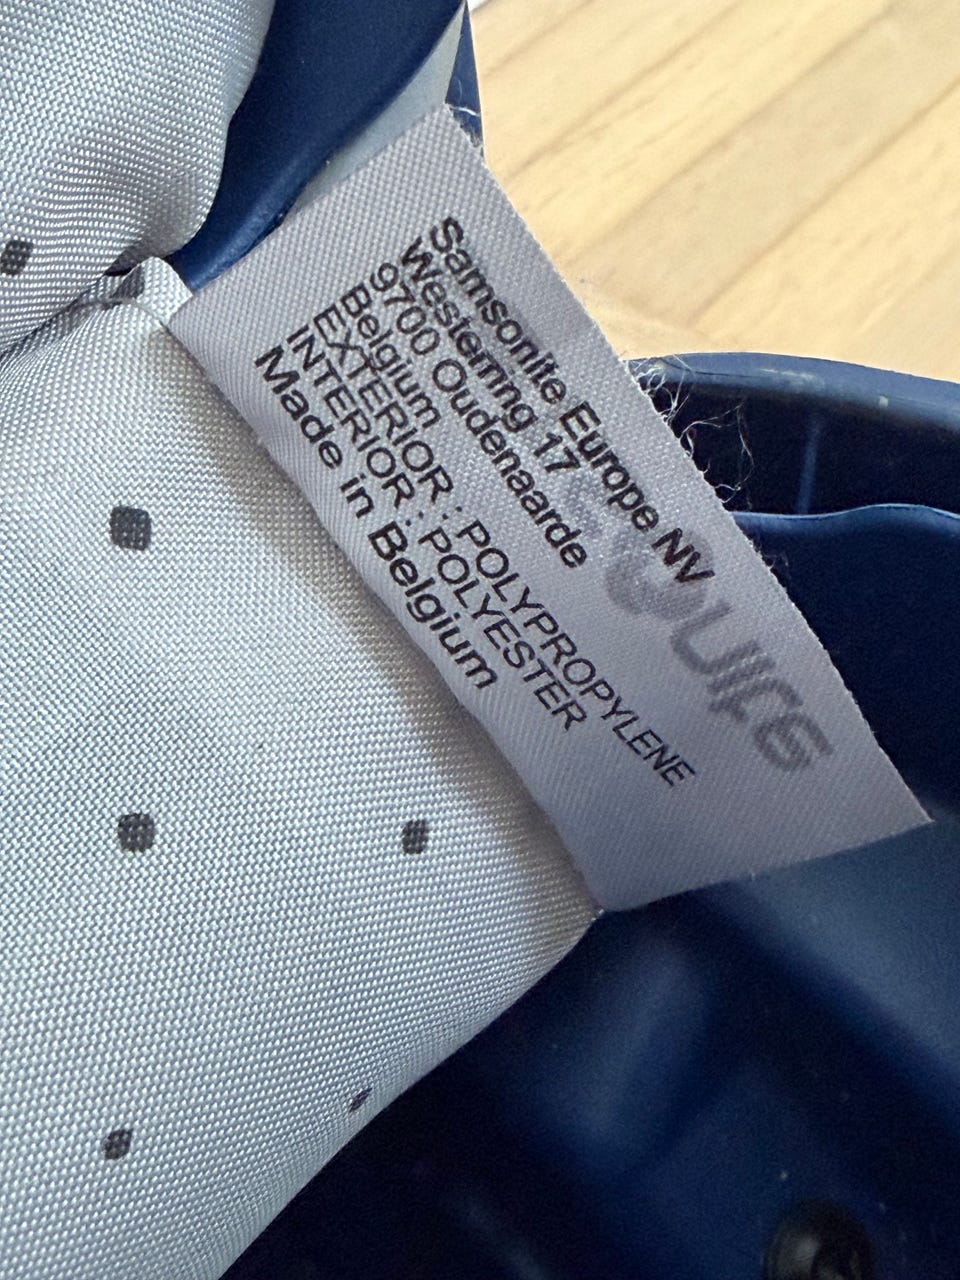 Samsonite Europe NV
Westerring 17
9700 Oudenaarde
Belgium
EXTERIOR : POLYPROPYLENE
INTERIOR : POLYESTER
Made in Belgium